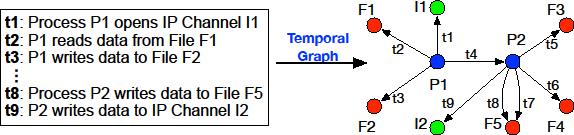 t1: Process P1 opens IP Channel I1
t2: P1 reads data from File F1
t3: P1 writes data to File F2
⋮
t8: Process P2 writes data to File F5
t9: P2 writes data to IP Channel I2
Temporal
Graph
F1
I1
F3
t2
t1
P2
t5
t4
P1
t3
t9
t8
t7
t6
F2
I2
F5
F4